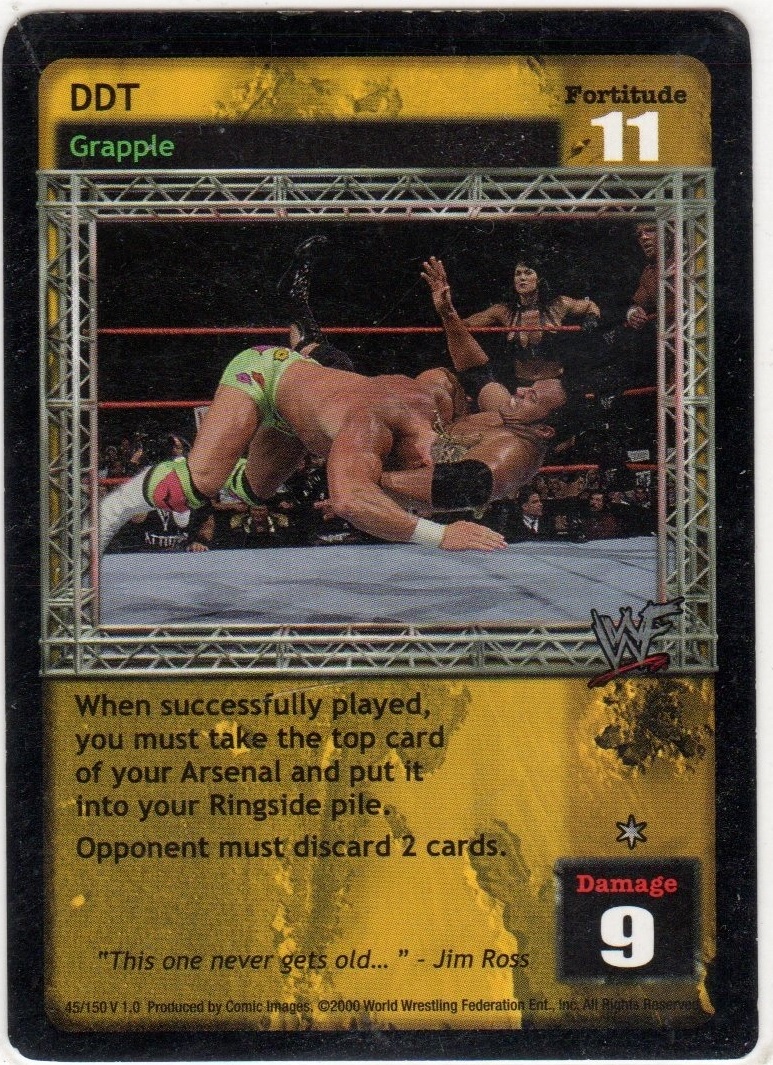 DDT
Fortitude
11
Grapple
ATTITU
WF
When successfully played,
you must take the top card
of your Arsenal and put it
into your Ringside pile.
Opponent must discard 2 cards.
Damage
9
"This one never gets old... " - Jim Ross
45/150 V 1.0 Produced by Comic Images. ©2000 World Wrestling Federation Ent., Inc. All Rights Reserved